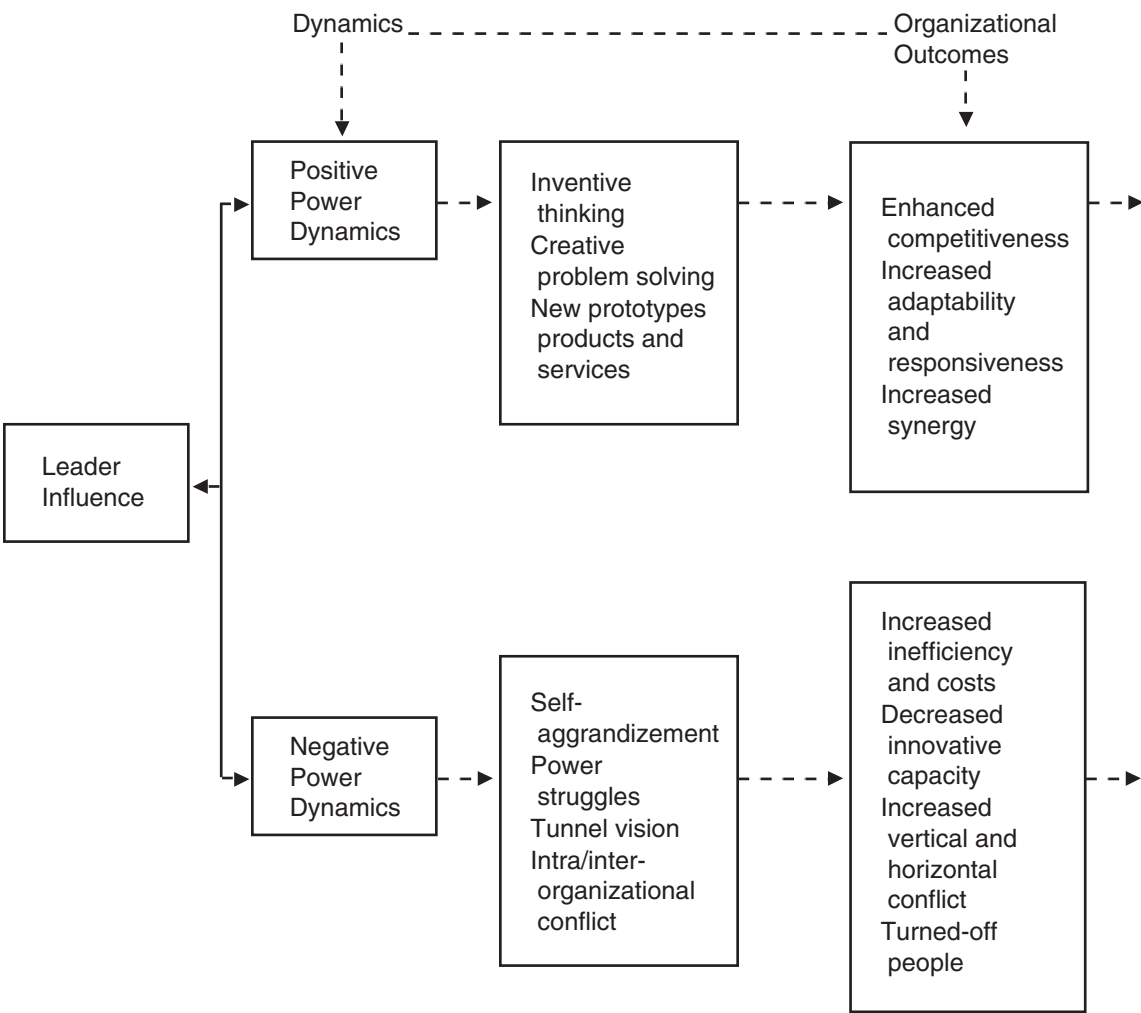 Dynamics
Organizational
Outcomes
Positive
Power
Dynamics
Inventive
thinking
Creative
problem solving
New prototypes
products and
services
Enhanced
competitiveness
Increased
adaptability
and
responsiveness
Increased
synergy
Leader
Influence
Negative
Power
Dynamics
Self-
aggrandizement
Power
struggles
Tunnel vision
Intra/inter-
organizational
conflict
Increased
inefficiency
and costs
Decreased
innovative
capacity
Increased
vertical and
horizontal
conflict
Turned-off
people